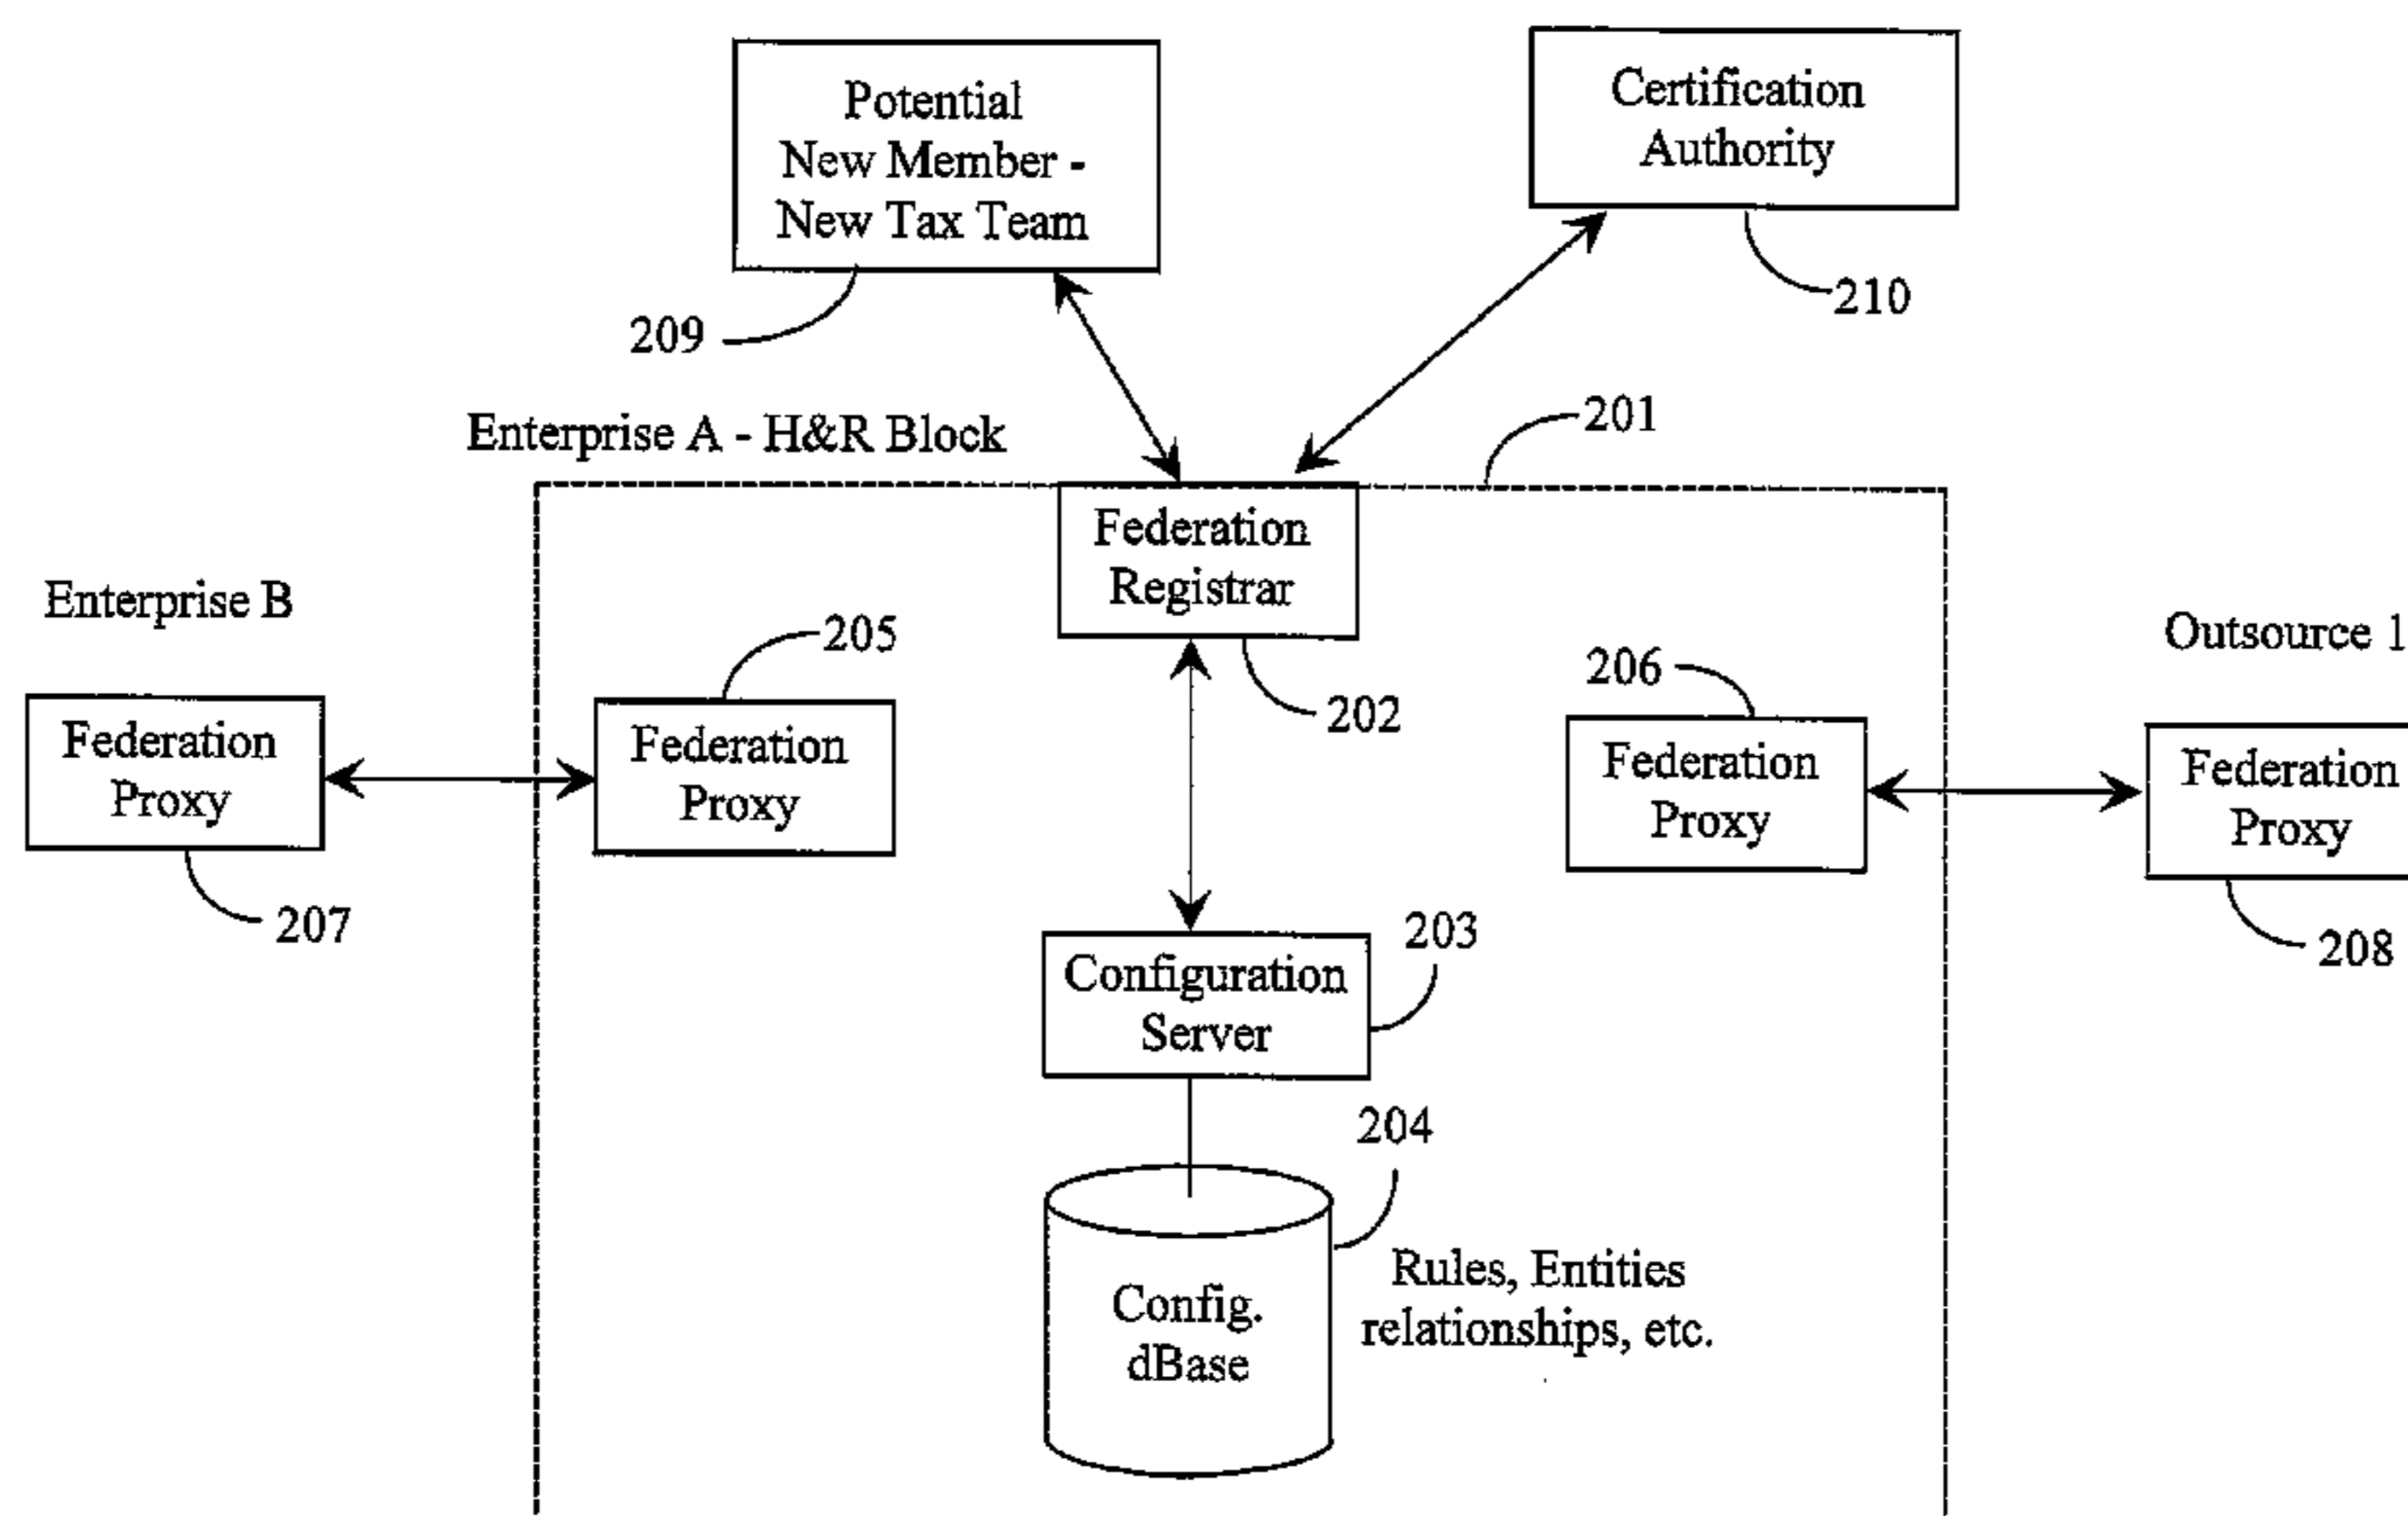 Potential
New Member -
New Tax Team
Certification
Authority
209
210
Enterprise A - H&R Block
201
Federation
Registrar
Enterprise B
205
206
Outsource 1
202
Federation
Proxy
Federation
Proxy
Federation
Proxy
Federation
Proxy
207
208
203
Configuration
Server
204
Rules, Entities
relationships, etc.
Config.
dBase